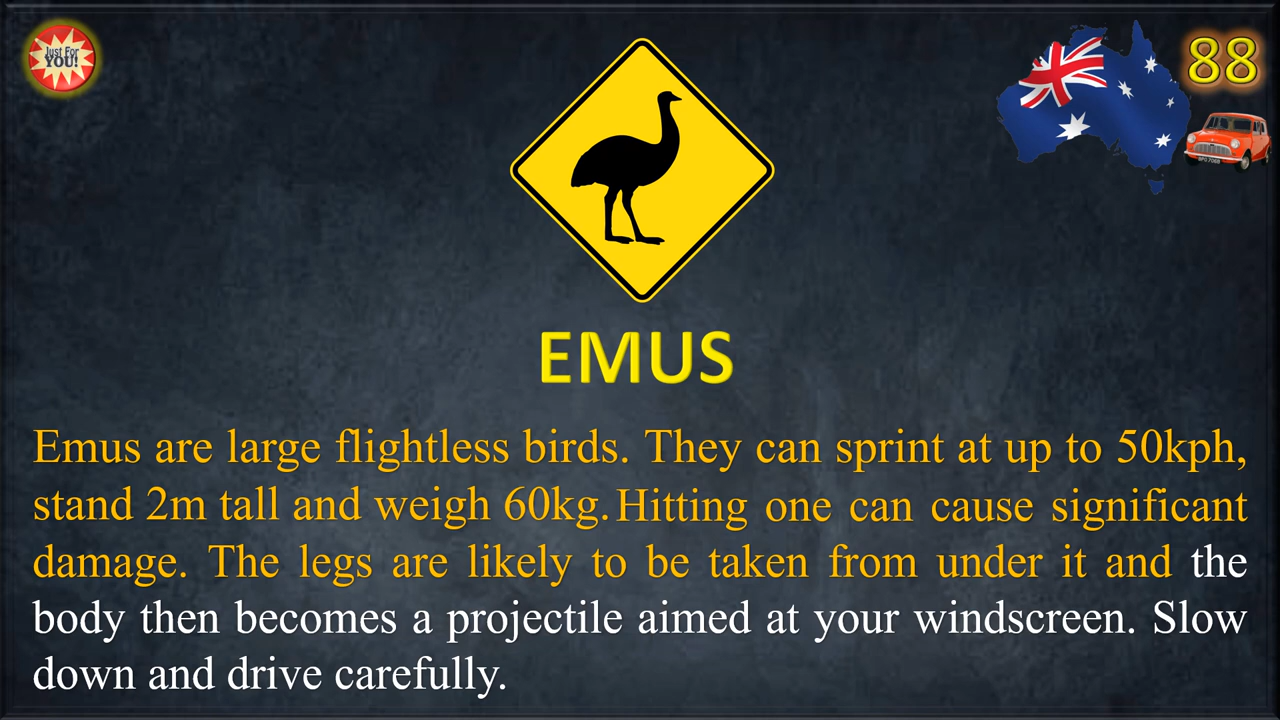 Just For
YOU!
88
EMUS
Emus are large flightless birds. They can sprint at up to 50kph,
stand 2m tall and weigh 60kg. Hitting one can cause significant
damage. The legs are likely to be taken from under it and the
body then becomes a projectile aimed at your windscreen. Slow
down and drive carefully.